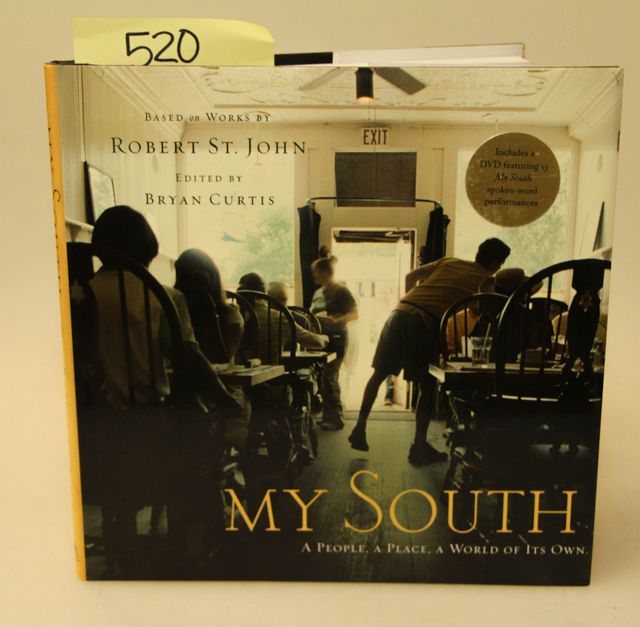 520
BASED on WORKS BY
ROBERT ST. JOHN
EDITED BY
BRYAN CURTIS
EXIT
Includes a
DVD featuring 15
My South
spoken-word
performances
MY SOUTH
A PEOPLE, A PLACE, A WORLD OF ITS OWN.